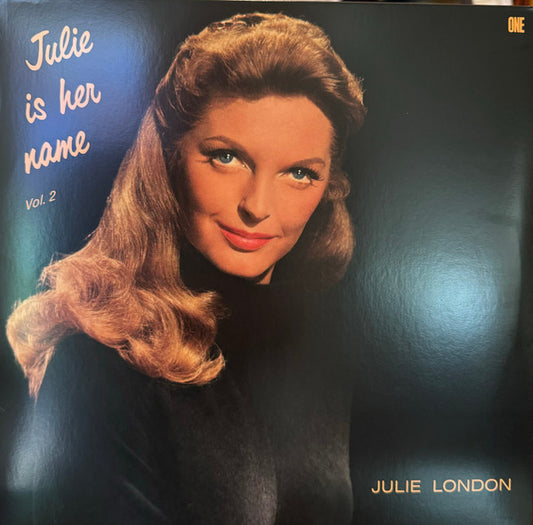 ONE
Julie
is her
name
Vol. 2
JULIE LONDON